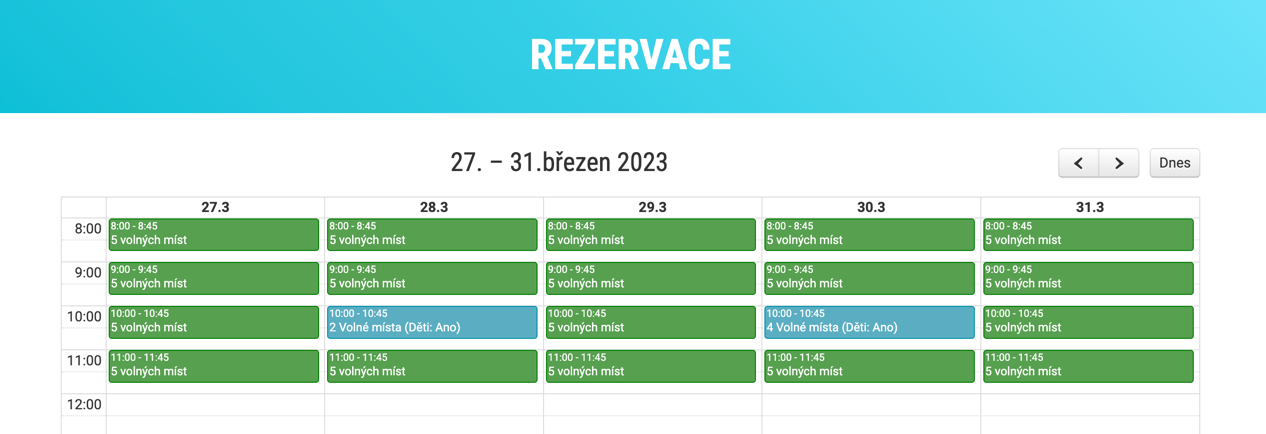 REZERVACE
27. – 31.březen 2023
Dnes
27.3 28.3 29.3 30.3 31.3
8:00
8:00 - 8:45 8:00 - 8:45 8:00 - 8:45 8:00 - 8:45 8:00 - 8:45
5 volných míst 5 volných míst 5 volných míst 5 volných míst 5 volných míst
9:00
9:00 - 9:45 9:00 - 9:45 9:00 - 9:45 9:00 - 9:45 9:00 - 9:45
5 volných míst 5 volných míst 5 volných míst 5 volných míst 5 volných míst
10:00
10:00 - 10:45 10:00 - 10:45 10:00 - 10:45 10:00 - 10:45 10:00 - 10:45
5 volných míst 2 Volné místa (Děti: Ano) 5 volných míst 4 Volné místa (Děti: Ano) 5 volných míst
11:00
11:00 - 11:45 11:00 - 11:45 11:00 - 11:45 11:00 - 11:45 11:00 - 11:45
5 volných míst 5 volných míst 5 volných míst 5 volných míst 5 volných míst
12:00